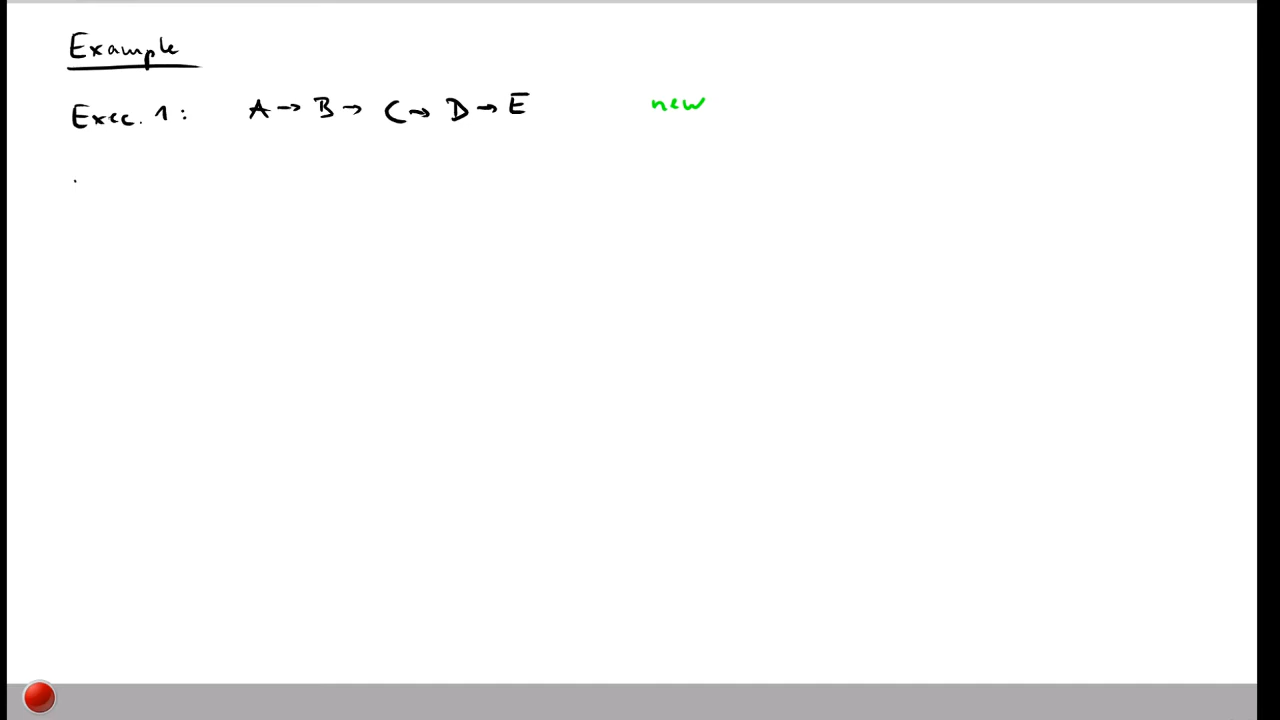 Example
Exec. 1: A → B → C → D → E new